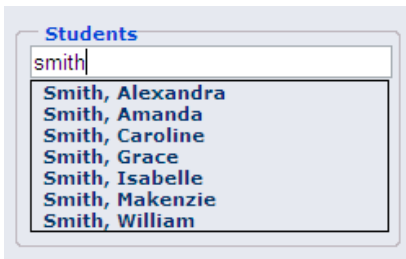 Students
smith
Smith, Alexandra
Smith, Amanda
Smith, Caroline
Smith, Grace
Smith, Isabelle
Smith, Makenzie
Smith, William